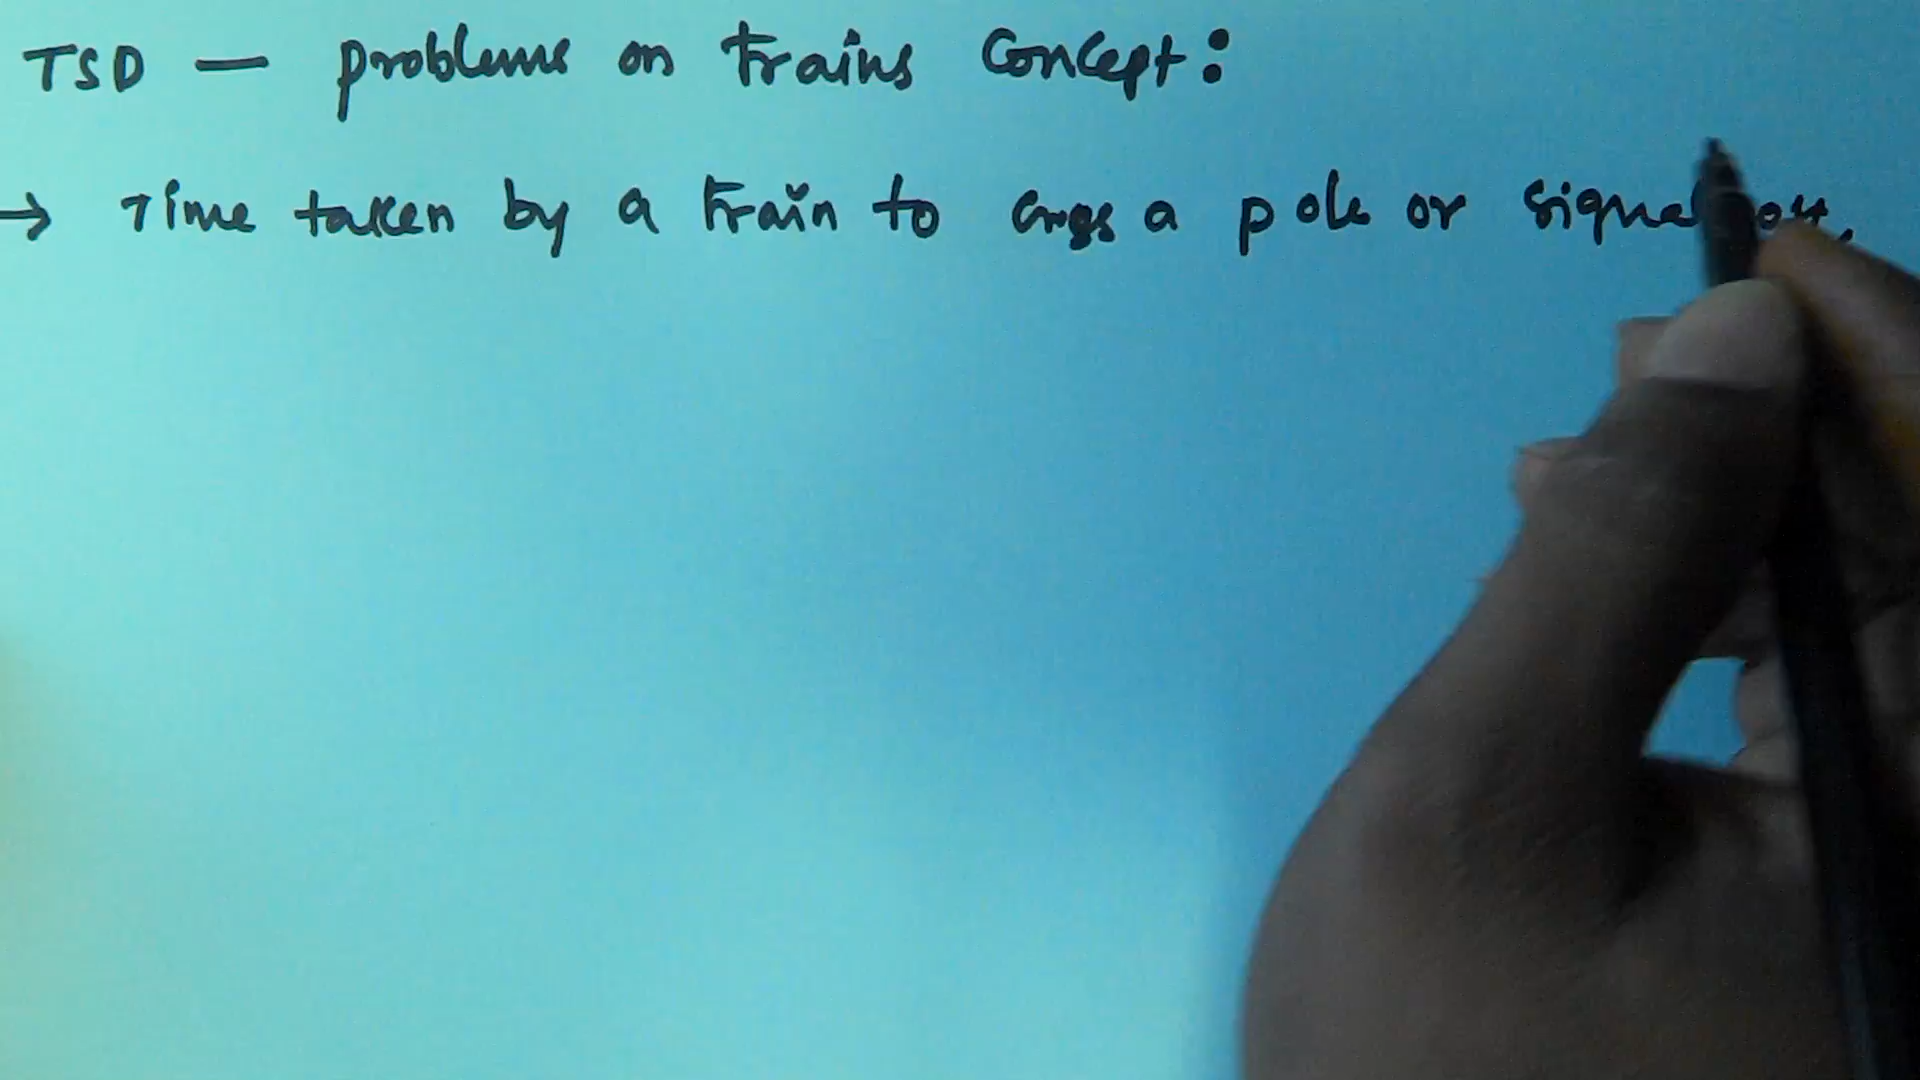 TSD — problems on trains concept:
→ Time taken by a train to cross a pole or signal